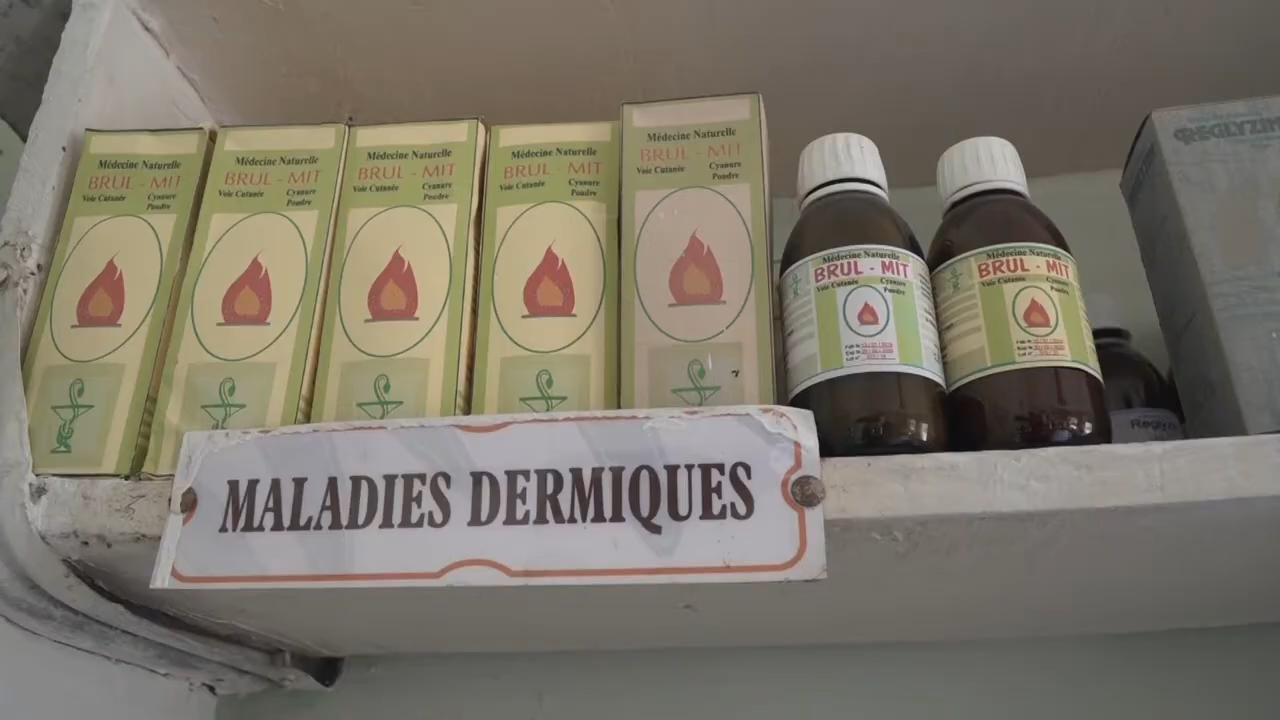 Médecine Naturelle
BRUL - MIT
Voie Cutanée
Cyanure
Poudre
Médecine Naturelle
BRUL - MIT
Voie Cutanée
Cyanure
Poudre
Médecine Naturelle
BRUL - MIT
Voie Cutanée
Cyanure
Poudre
Médecine Naturelle
BRUL - MIT
Voie Cutanée
Cyanure
Poudre
Médecine Naturelle
BRUL - MIT
Voie Cutanée
Cyanure
Poudre
Médecine Naturelle
BRUL - MIT
Voie Cutanée
Cyanure
Poudre
Médecine Naturelle
BRUL - MIT
Voie Cutanée
Cyanure
Poudre
MALADIES DERMIQUES